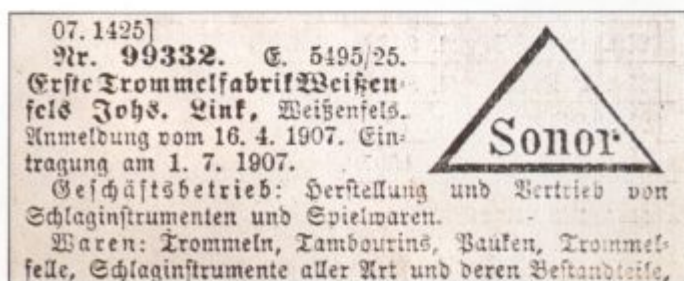 07. 1425]
Nr. 99332. E. 5495/25.
Erste Trommelfabrik Weißen-
fels Johs. Link, Weißenfels.
Anmeldung vom 16. 4. 1907. Ein-
tragung am 1. 7. 1907.
Sonor
Geschäftsbetrieb: Herstellung und Vertrieb von
Schlaginstrumenten und Spielwaren.
Waren: Trommeln, Tambourins, Pauken, Trommel-
felle, Schlaginstrumente aller Art und deren Bestandteile,